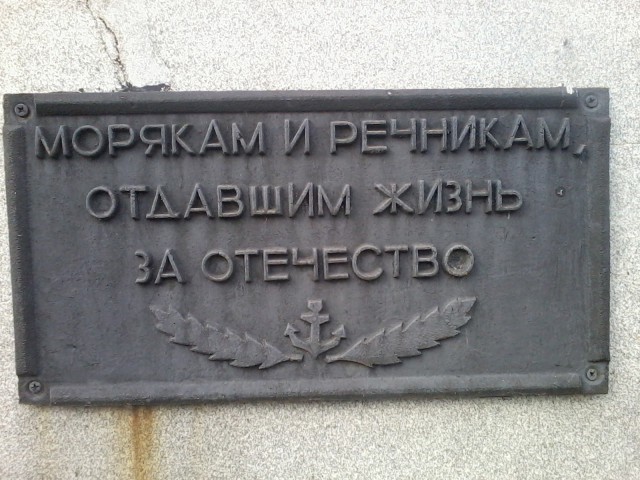 МОРЯКАМ И РЕЧНИКАМ,
ОТДАВШИМ ЖИЗНЬ
ЗА ОТЕЧЕСТВО